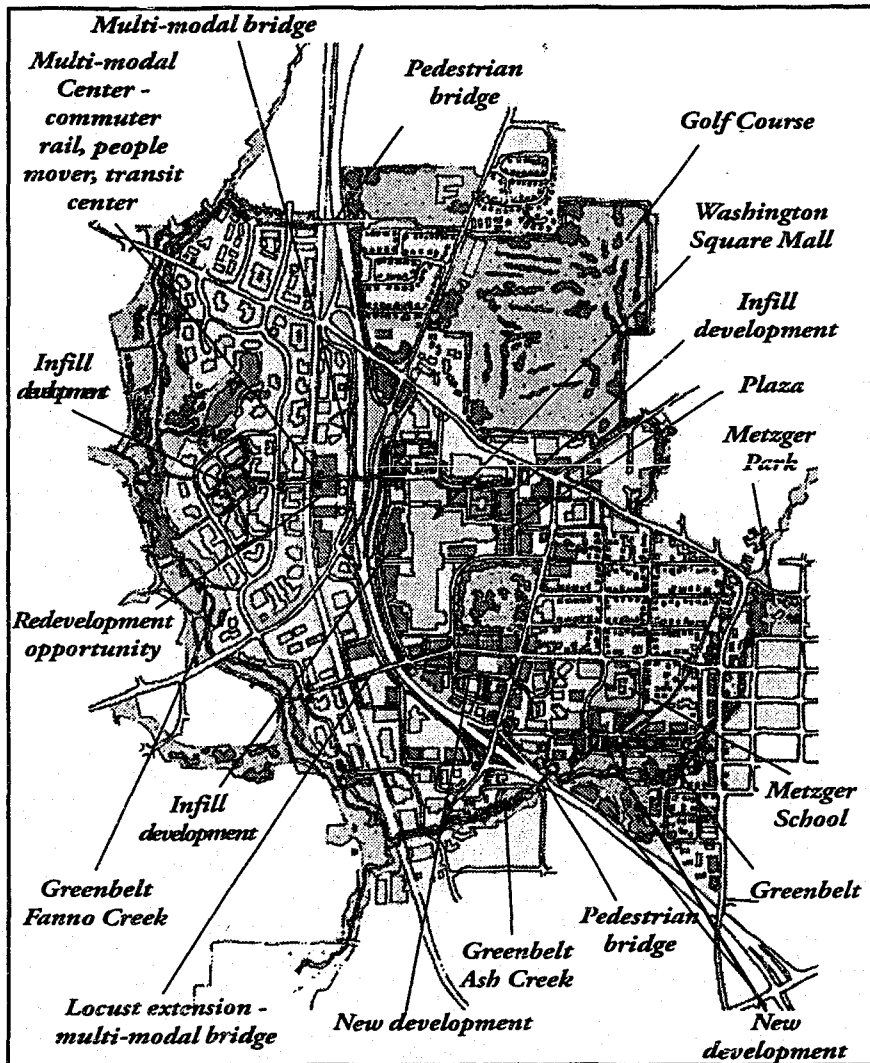 Multi-modal bridge
Multi-modal
Center -
commuter
rail, people
mover, transit
center
Pedestrian
bridge
Golf Course
Washington
Square Mall
Infill
development
Plaza
Metzger
Park
Infill
development
Redevelopment
opportunity
Infill
development
Greenbelt
Fanno Creek
Locust extension -
multi-modal bridge
New development
Greenbelt
Ash Creek
Pedestrian
bridge
Metzger
School
Greenbelt
New
development